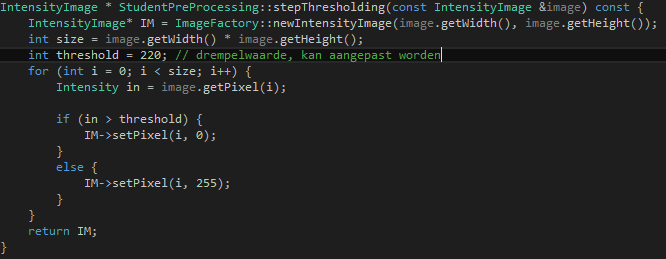 IntensityImage * StudentPreProcessing::stepThresholding(const IntensityImage &image) const {
    IntensityImage* IM = ImageFactory::newIntensityImage(image.getWidth(), image.getHeight());
    int size = image.getWidth() * image.getHeight();
    int threshold = 220; // drempelwaarde, kan aangepast worden
    for (int i = 0; i < size; i++) {
        Intensity in = image.getPixel(i);

        if (in > threshold) {
            IM->setPixel(i, 0);
        }
        else {
            IM->setPixel(i, 255);
        }
    }
    return IM;
}